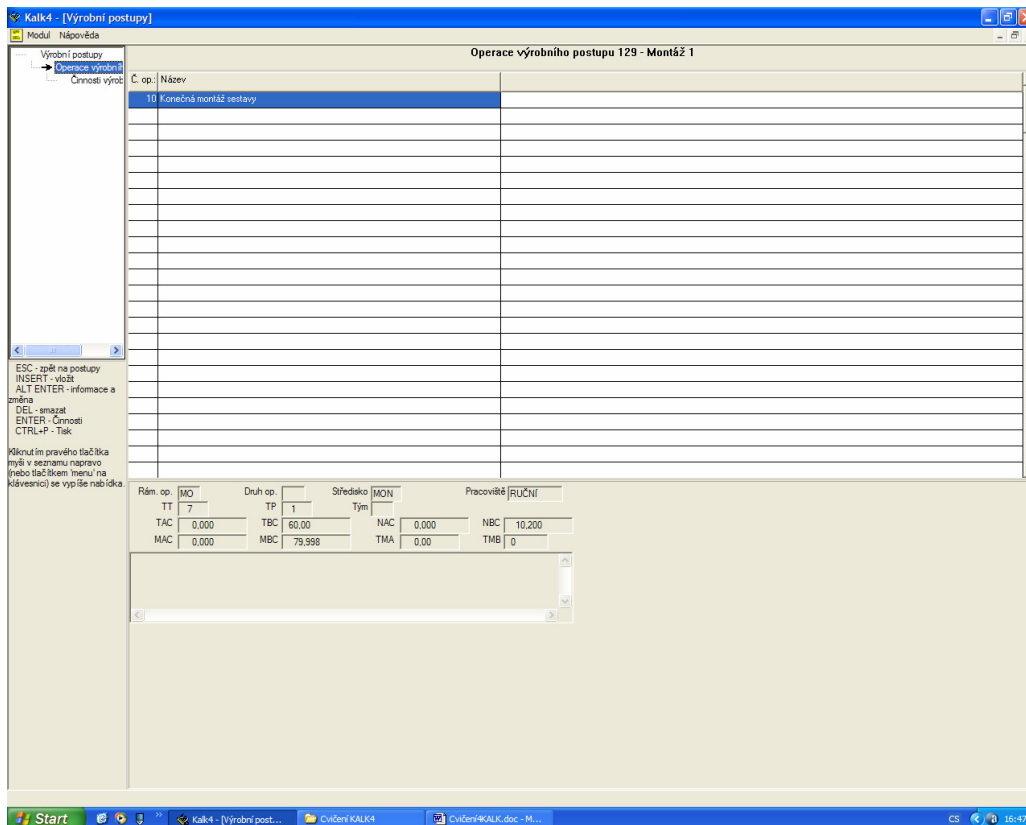 Kalk4 - [Výrobní postupy]
Modul Nápověda
Výrobní postupy
Operace výrobníh
Činnosti výrob
Operace výrobního postupu 129 - Montáž 1
Č. op.: Název
10 Konečná montáž sestavy
ESC - zpět na postupy
INSERT - vložit
ALT ENTER - informace a
změna
DEL - smazat
ENTER - Činnosti
CTRL+P - Tisk
Kliknutím pravého tlačítka
myši v seznamu napravo
(nebo tlačítkem 'menu' na
klávesnici) se vypíše nabídka.
Rám. op. MO Druh op. Středisko MON Pracoviště RUČNÍ
TT 7 TP 1 Tým
TAC 0,000 TBC 60,00 NAC 0,000 NBC 10,200
MAC 0,000 MBC 79,998 TMA 0,00 TMB 0
Start » Kalk4 - [Výrobní post... Cvičení KALK4 Cvičení4KALK.doc - M... CS 16:47